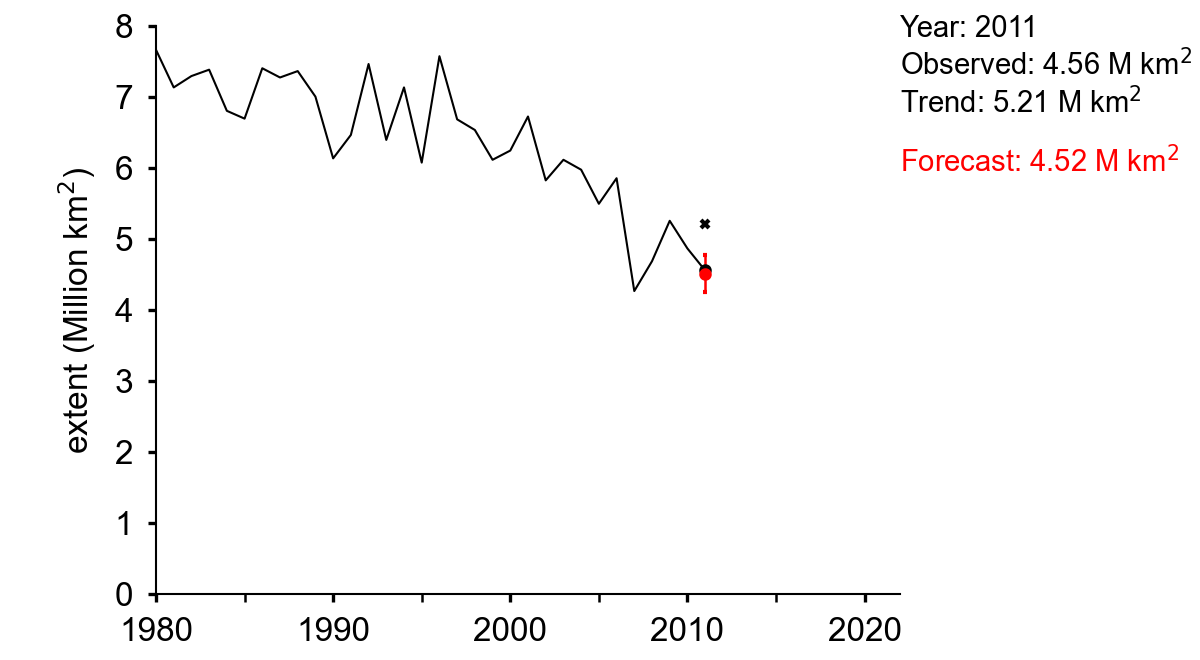 Year: 2011
Observed: 4.56 M km²
Trend: 5.21 M km²
Forecast: 4.52 M km²
extent (Million km²)
8
7
6
5
4
3
2
1
0
1980 1990 2000 2010 2020